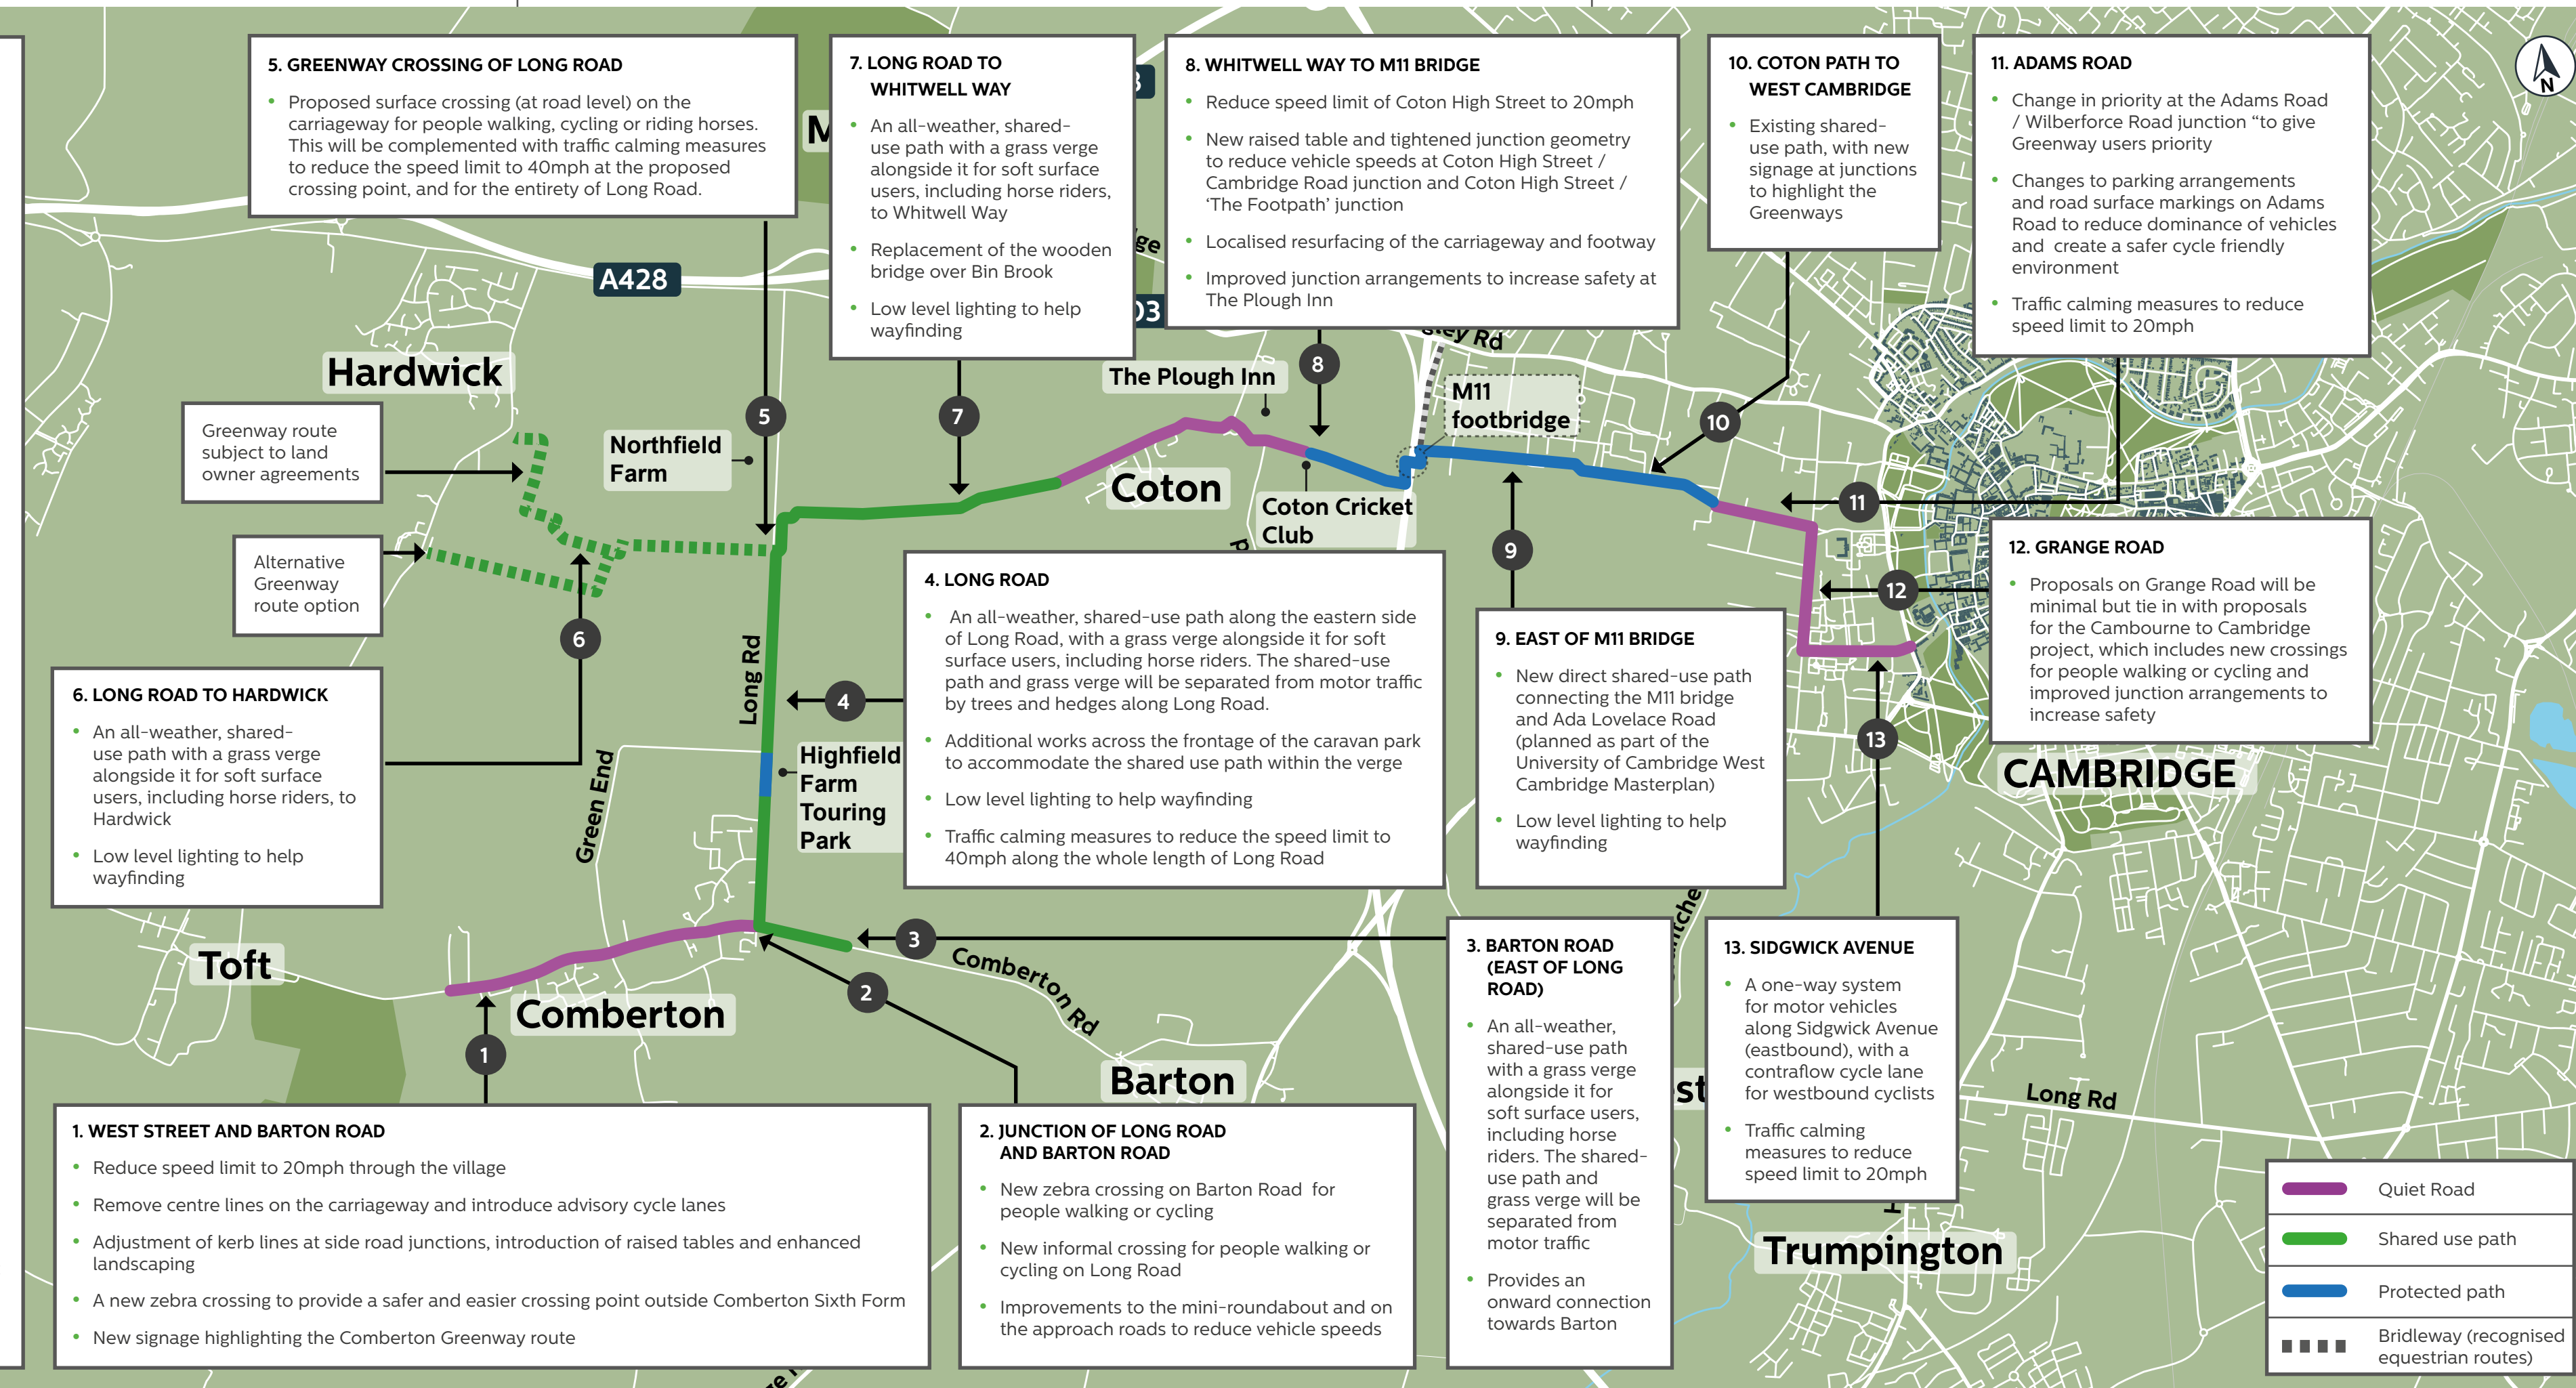 5. GREENWAY CROSSING OF LONG ROAD
• Proposed surface crossing (at road level) on the
carriageway for people walking, cycling or riding horses.
This will be complemented with traffic calming measures
to reduce the speed limit to 40mph at the proposed
crossing point, and for the entirety of Long Road.
7. LONG ROAD TO
WHITWELL WAY
• An all-weather, shared-
use path with a grass verge
alongside it for soft surface
users, including horse riders,
to Whitwell Way
• Replacement of the wooden
bridge over Bin Brook
• Low level lighting to help
wayfinding
8. WHITWELL WAY TO M11 BRIDGE
• Reduce speed limit of Coton High Street to 20mph
• New raised table and tightened junction geometry
to reduce vehicle speeds at Coton High Street /
Cambridge Road junction and Coton High Street /
‘The Footpath’ junction
• Localised resurfacing of the carriageway and footway
• Improved junction arrangements to increase safety at
The Plough Inn
10. COTON PATH TO
WEST CAMBRIDGE
• Existing shared-
use path, with new
signage at junctions
to highlight the
Greenways
11. ADAMS ROAD
• Change in priority at the Adams Road
/ Wilberforce Road junction “to give
Greenway users priority
• Changes to parking arrangements
and road surface markings on Adams
Road to reduce dominance of vehicles
and create a safer cycle friendly
environment
• Traffic calming measures to reduce
speed limit to 20mph
N
A428
Hardwick
Greenway route
subject to land
owner agreements
Northfield
Farm
5
7
The Plough Inn
8
M11
footbridge
10
11
Coton
Coton Cricket
Club
9
12
Alternative
Greenway
route option
6
12. GRANGE ROAD
• Proposals on Grange Road will be
minimal but tie in with proposals
for the Cambourne to Cambridge
project, which includes new crossings
for people walking or cycling and
improved junction arrangements to
increase safety
4. LONG ROAD
• An all-weather, shared-use path along the eastern side
of Long Road, with a grass verge alongside it for soft
surface users, including horse riders. The shared-use
path and grass verge will be separated from motor traffic
by trees and hedges along Long Road.
• Additional works across the frontage of the caravan park
to accommodate the shared use path within the verge
• Low level lighting to help wayfinding
• Traffic calming measures to reduce the speed limit to
40mph along the whole length of Long Road
9. EAST OF M11 BRIDGE
• New direct shared-use path
connecting the M11 bridge
and Ada Lovelace Road
(planned as part of the
University of Cambridge West
Cambridge Masterplan)
• Low level lighting to help
wayfinding
6. LONG ROAD TO HARDWICK
• An all-weather, shared-
use path with a grass verge
alongside it for soft surface
users, including horse riders, to
Hardwick
• Low level lighting to help
wayfinding
Long Rd
4
Green End
Highfield
Farm
Touring
Park
13
CAMBRIDGE
Toft
Comberton
3
2
1
Comberton Rd
Barton
Long Rd
Trumpington
3. BARTON ROAD
(EAST OF LONG
ROAD)
• An all-weather,
shared-use path
with a grass verge
alongside it for
soft surface users,
including horse
riders. The shared-
use path and
grass verge will be
separated from
motor traffic
• Provides an
onward connection
towards Barton
13. SIDGWICK AVENUE
• A one-way system
for motor vehicles
along Sidgwick Avenue
(eastbound), with a
contraflow cycle lane
for westbound cyclists
• Traffic calming
measures to reduce
speed limit to 20mph
1. WEST STREET AND BARTON ROAD
• Reduce speed limit to 20mph through the village
• Remove centre lines on the carriageway and introduce advisory cycle lanes
• Adjustment of kerb lines at side road junctions, introduction of raised tables and enhanced
landscaping
• A new zebra crossing to provide a safer and easier crossing point outside Comberton Sixth Form
• New signage highlighting the Comberton Greenway route
2. JUNCTION OF LONG ROAD
AND BARTON ROAD
• New zebra crossing on Barton Road for
people walking or cycling
• New informal crossing for people walking or
cycling on Long Road
• Improvements to the mini-roundabout and on
the approach roads to reduce vehicle speeds
Quiet Road
Shared use path
Protected path
Bridleway (recognised
equestrian routes)